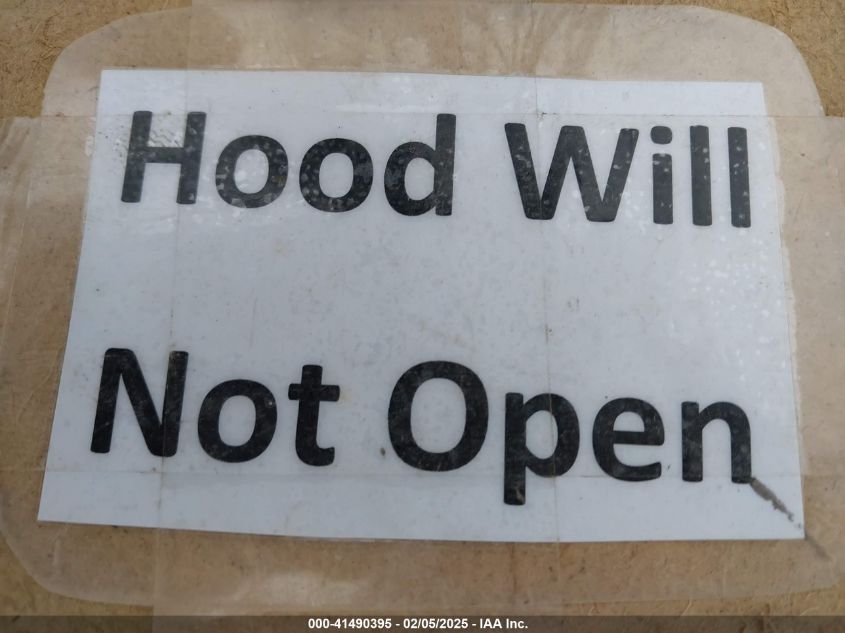 Hood Will
Not Open
000-41490395 - 02/05/2025 - IAA Inc.